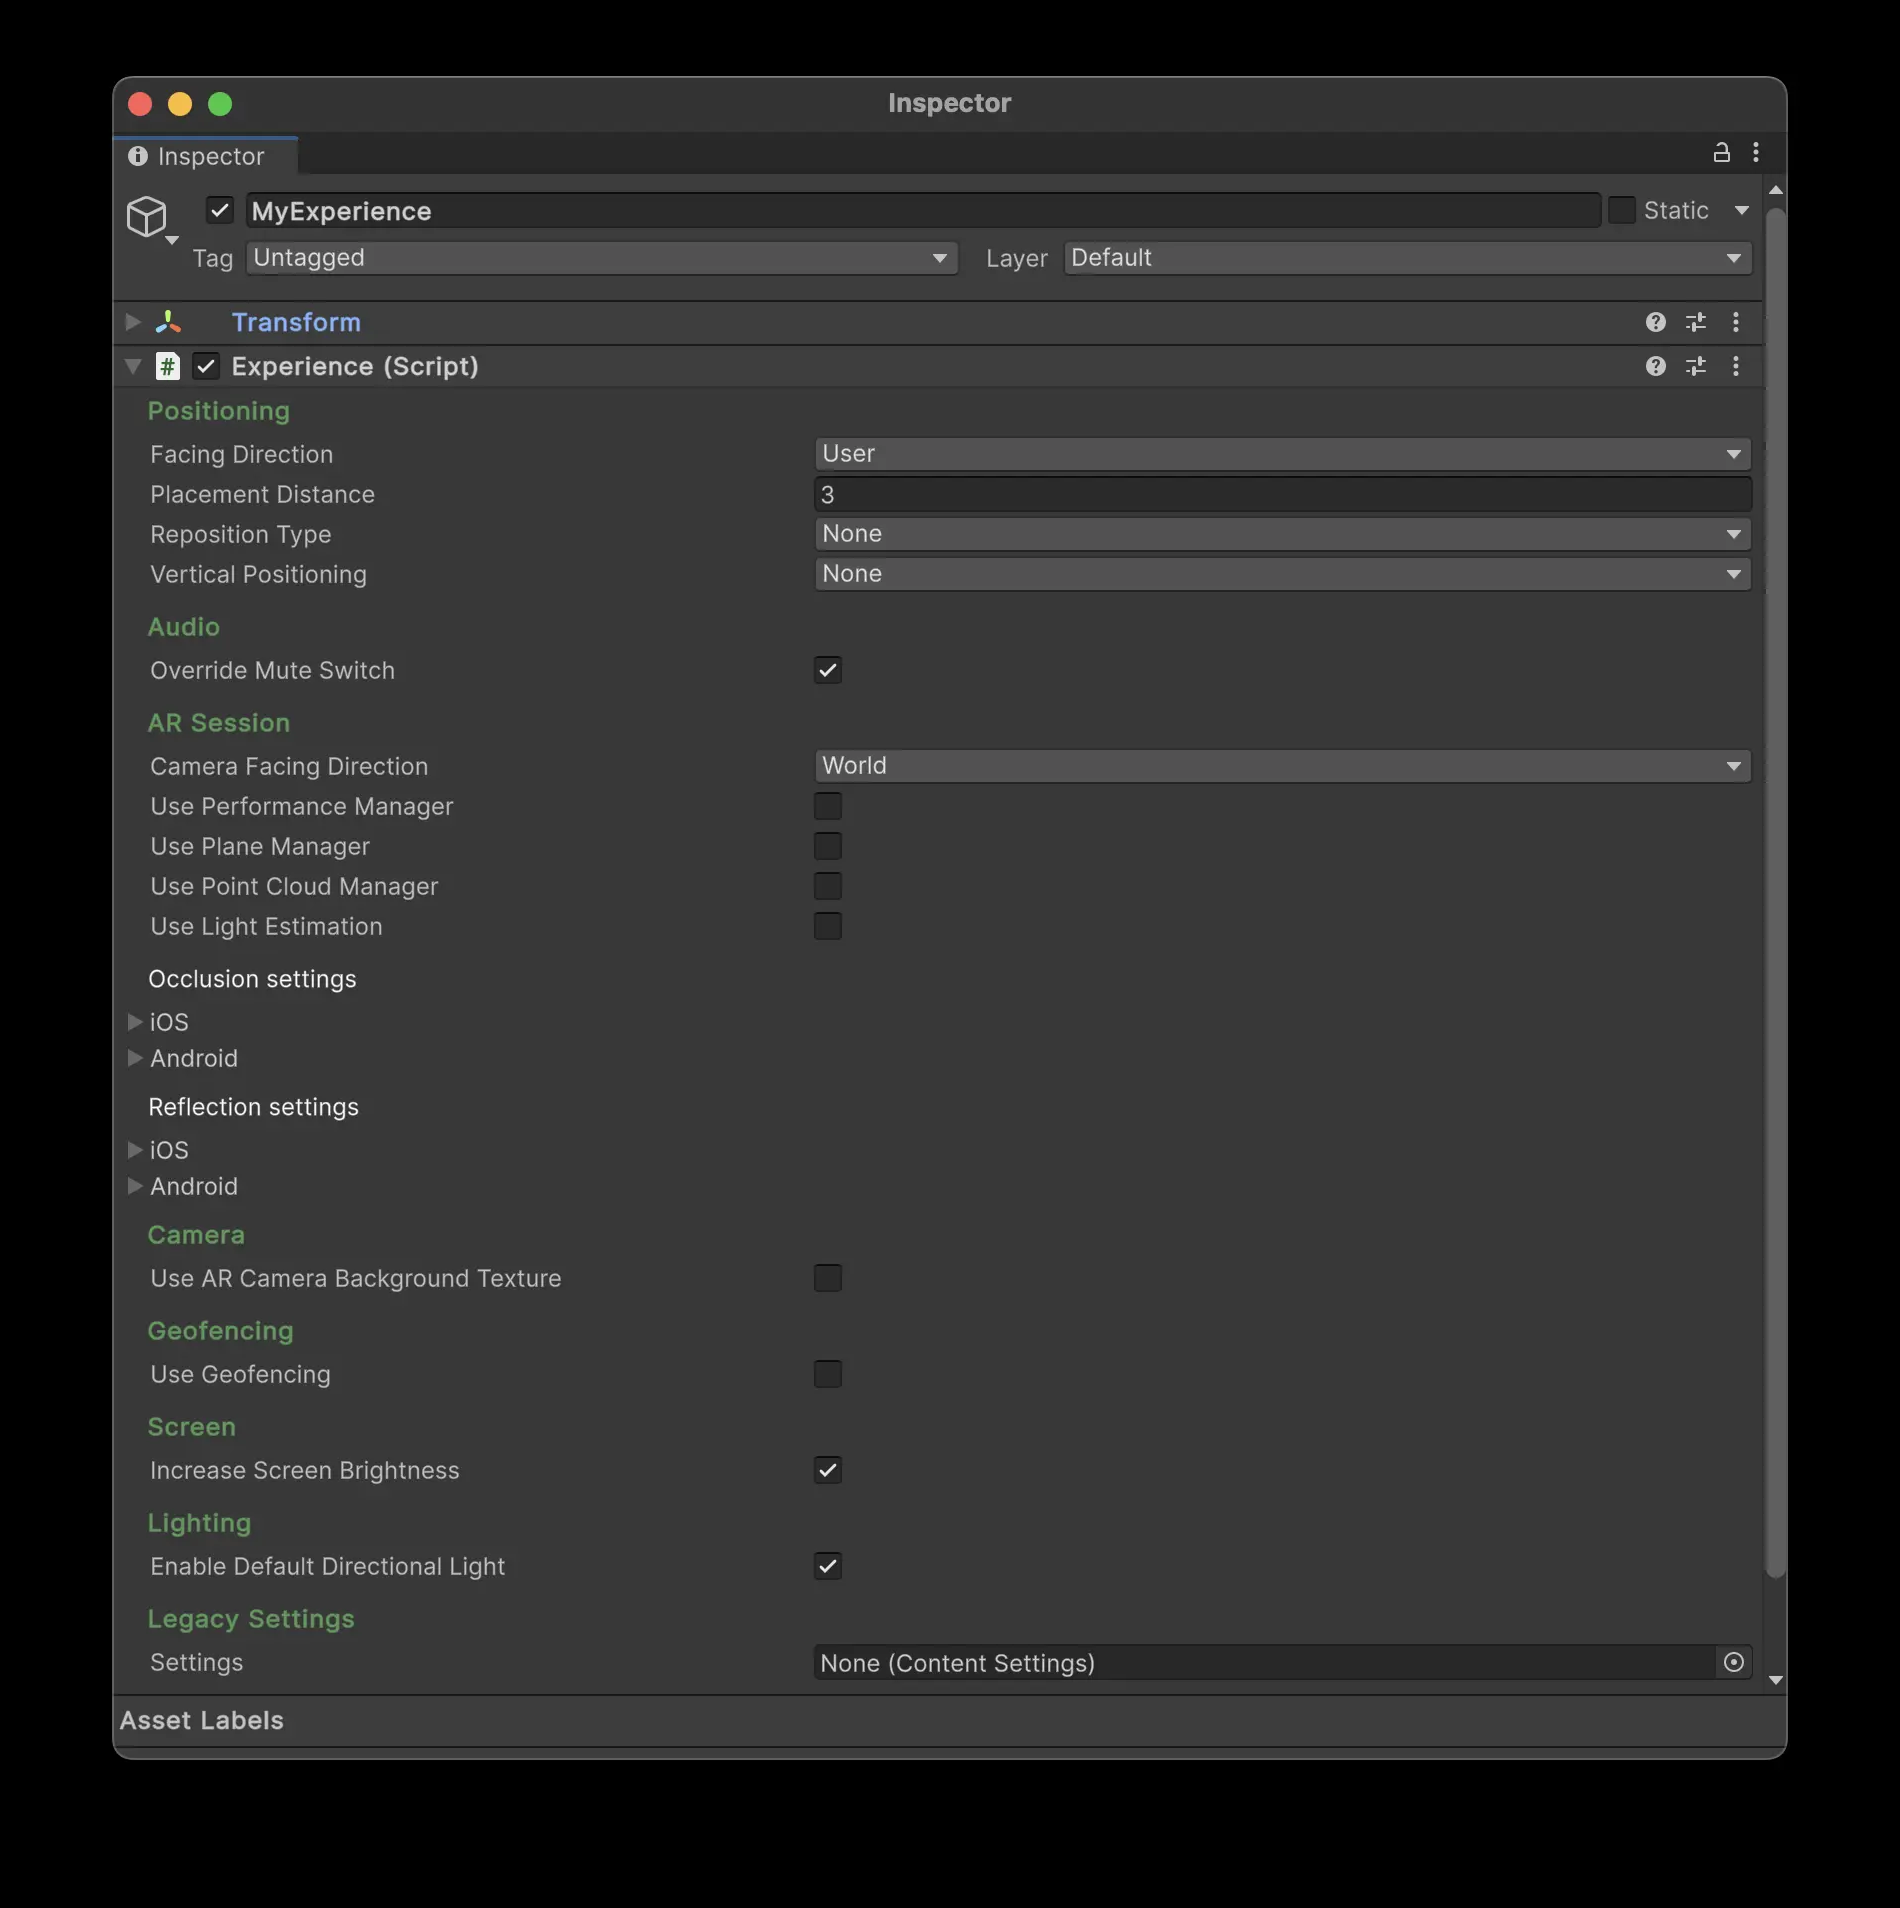 Inspector
Inspector
MyExperience Static
Tag Untagged Layer Default
Transform
# Experience (Script)
Positioning
Facing Direction User
Placement Distance 3
Reposition Type None
Vertical Positioning None
Audio
Override Mute Switch
AR Session
Camera Facing Direction World
Use Performance Manager
Use Plane Manager
Use Point Cloud Manager
Use Light Estimation
Occlusion settings
iOS
Android
Reflection settings
iOS
Android
Camera
Use AR Camera Background Texture
Geofencing
Use Geofencing
Screen
Increase Screen Brightness
Lighting
Enable Default Directional Light
Legacy Settings
Settings None (Content Settings)
Asset Labels